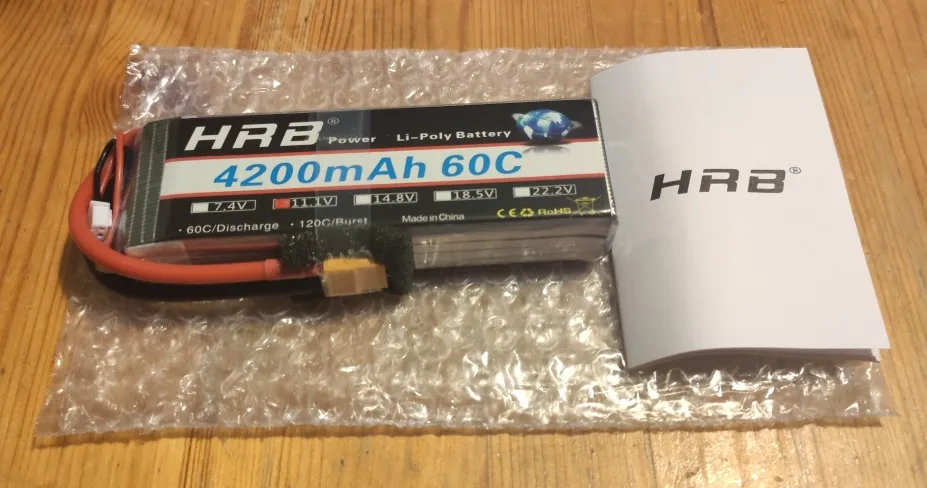 HRB® Power Li-Poly Battery
4200mAh 60C
7.4V 11.1V 14.8V 18.5V 22.2V
· 60C/Discharge · 120C/Burst Made in China CE RoHS
HRB®